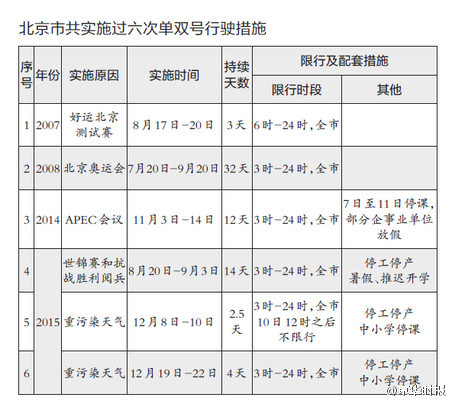 北京市共实施过六次单双号行驶措施
序号 年份 实施原因 实施时间 持续天数 限行及配套措施
限行时段 其他
1 2007 好运北京测试赛 8月17日-20日 3天 6时-24时,全市
2 2008 北京奥运会 7月20日-9月20日 32天 3时-24时,全市
3 2014 APEC会议 11月3日-14日 12天 3时-24时,全市 7日至11日停课,部分企事业单位放假
4 2015 世锦赛和抗战胜利阅兵 8月20日-9月3日 14天 3时-24时,全市 停工停产暑假、推迟开学
5 重污染天气 12月8日-10日 2.5天 3时-24时,全市10日12时之后不限行 停工停产中小学停课
6 重污染天气 12月19日-22日 4天 3时-24时,全市 停工停产中小学停课